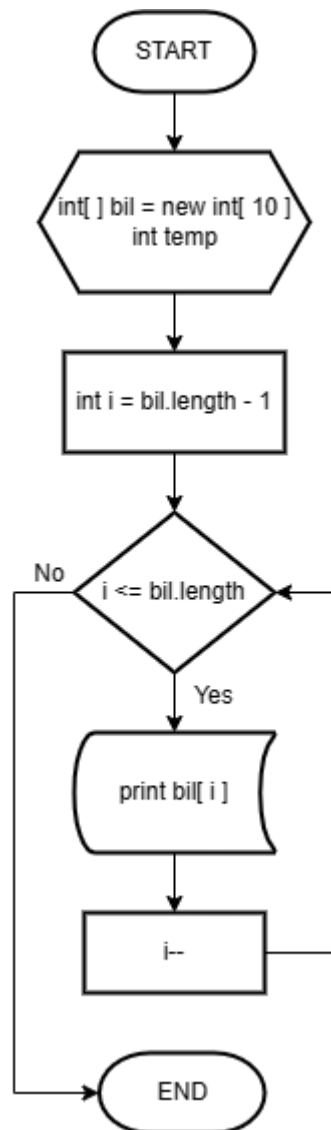 START
int[ ] bil = new int[ 10 ]
int temp
int i = bil.length - 1
No
i <= bil.length
Yes
print bil[ i ]
i--
END